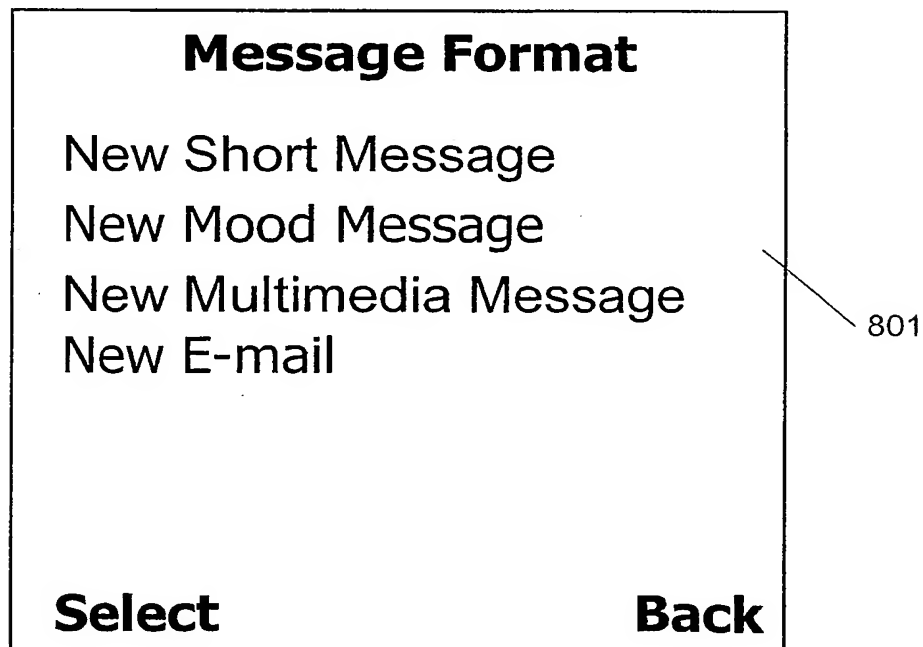 Message Format
New Short Message
New Mood Message
New Multimedia Message
801
New E-mail
Select Back